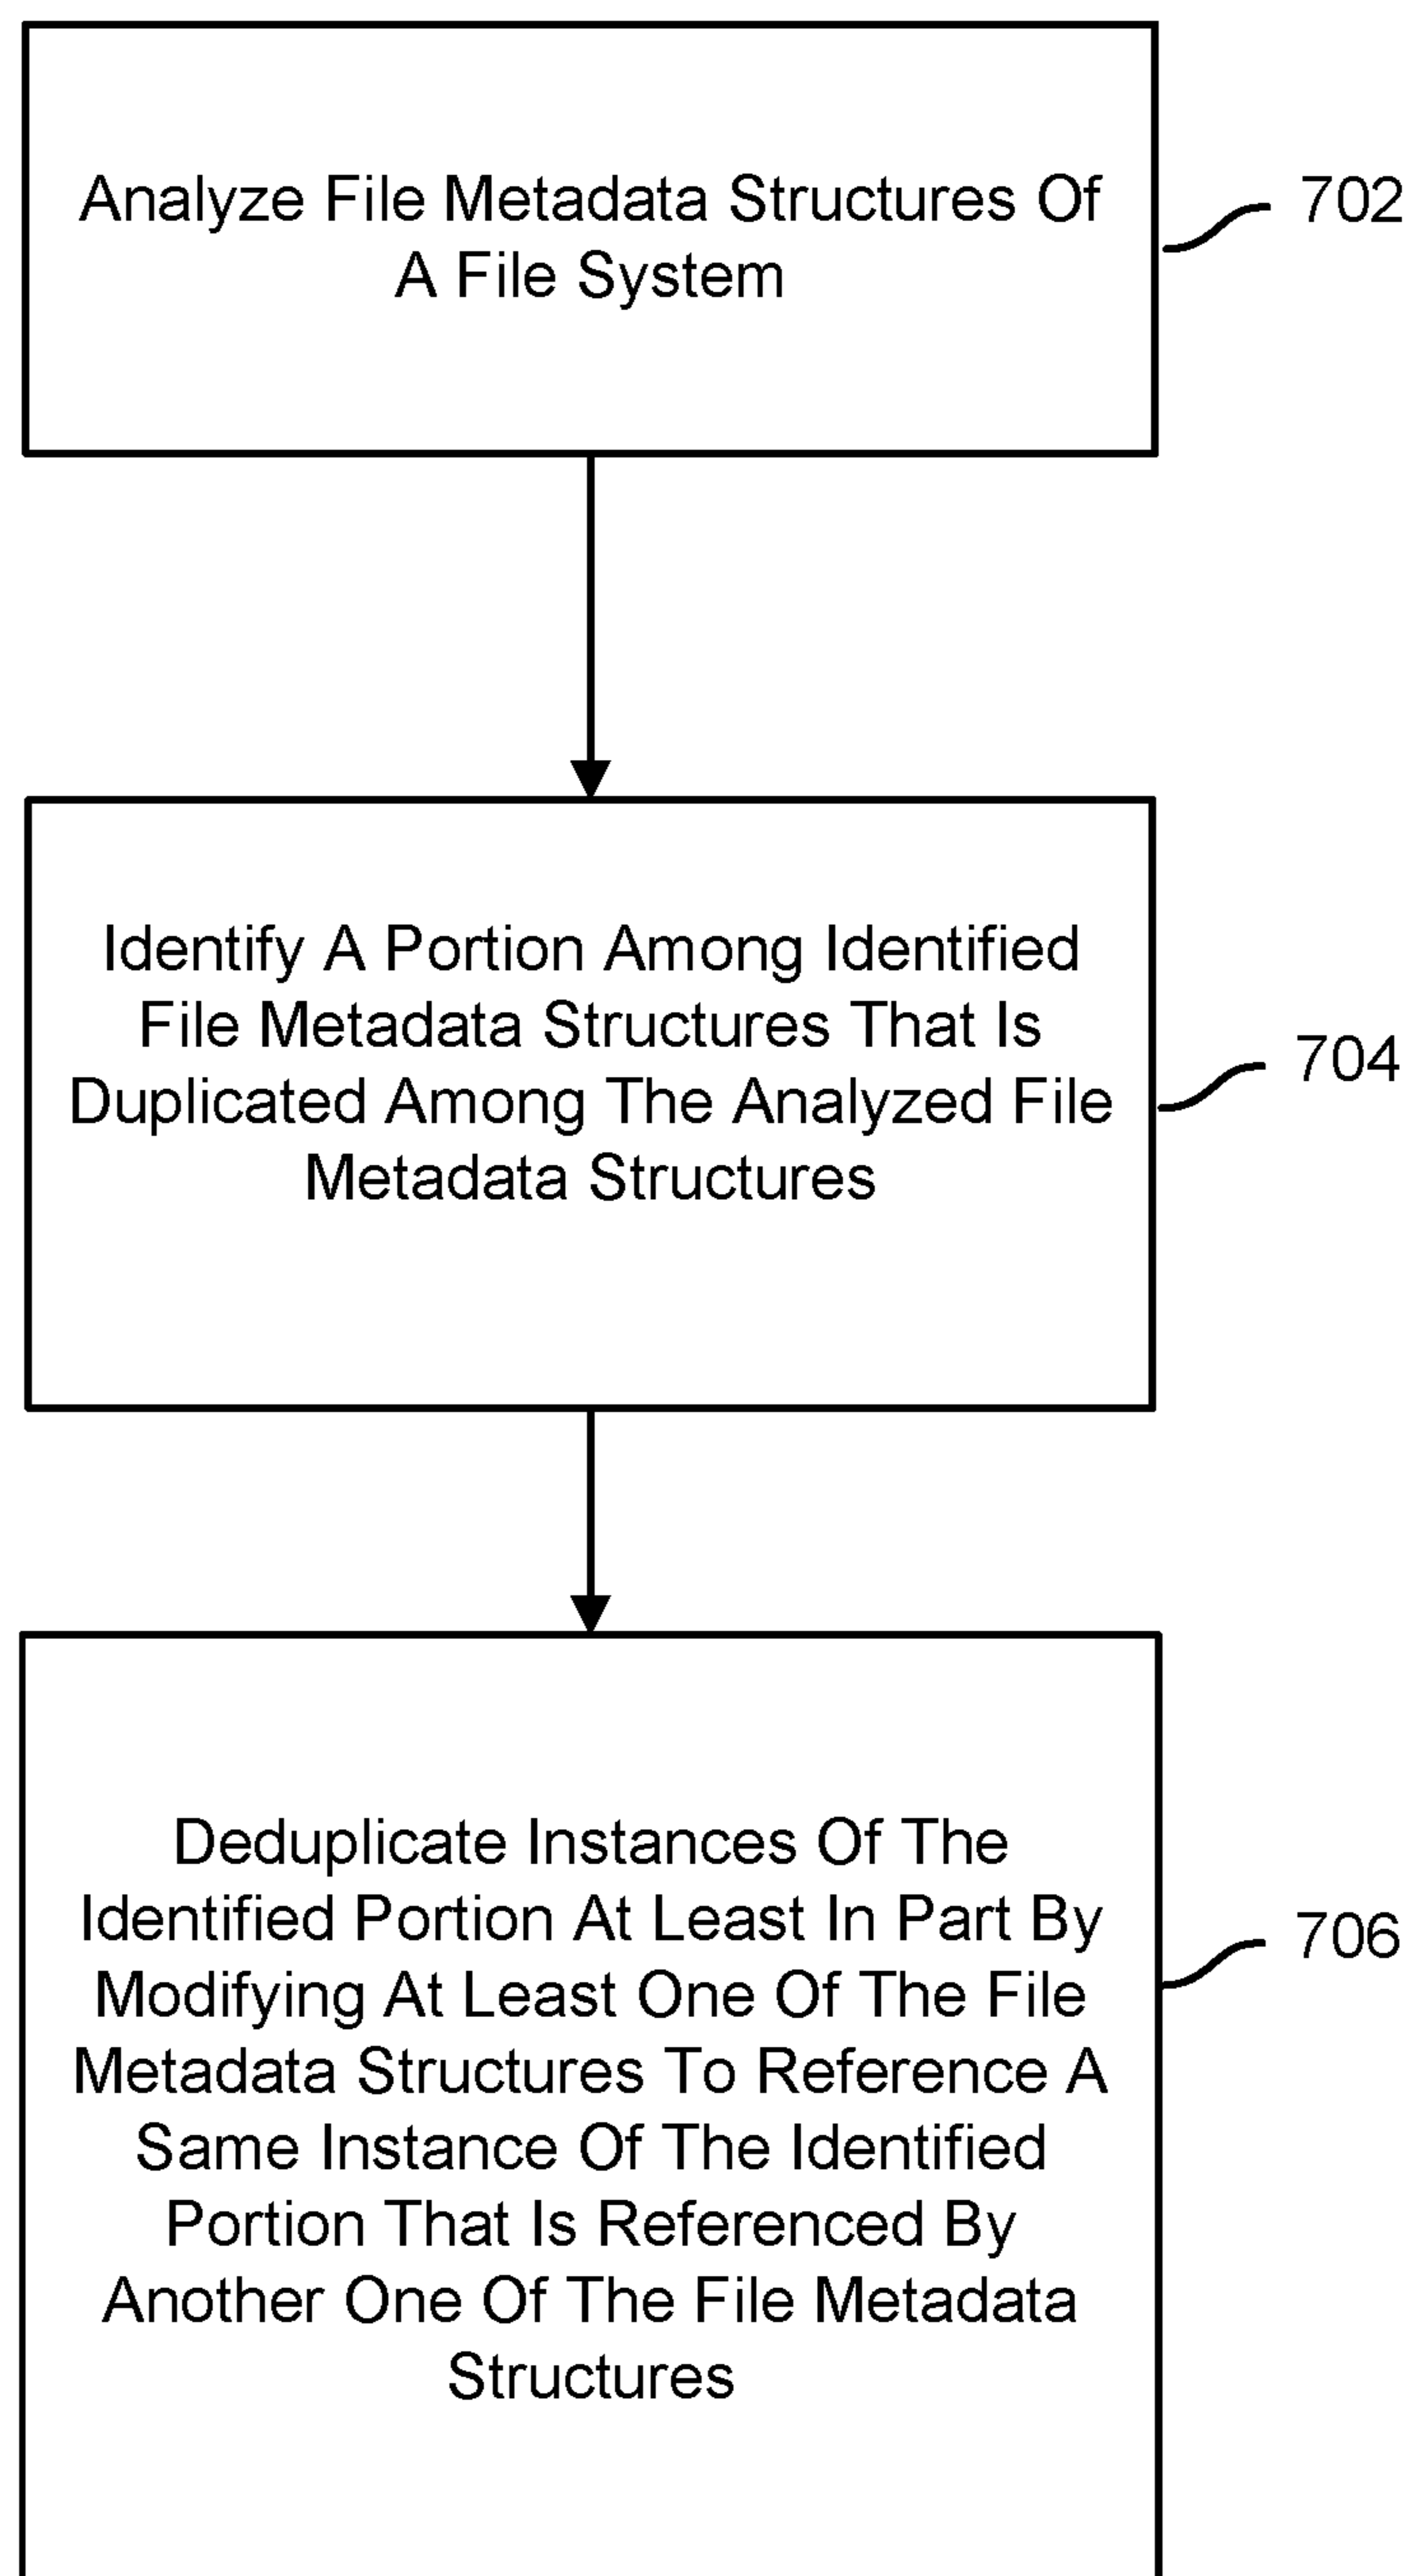 Analyze File Metadata Structures Of
A File System
702
Identify A Portion Among Identified
File Metadata Structures That Is
Duplicated Among The Analyzed File
Metadata Structures
704
Deduplicate Instances Of The
Identified Portion At Least In Part By
Modifying At Least One Of The File
Metadata Structures To Reference A
Same Instance Of The Identified
Portion That Is Referenced By
Another One Of The File Metadata
Structures
706